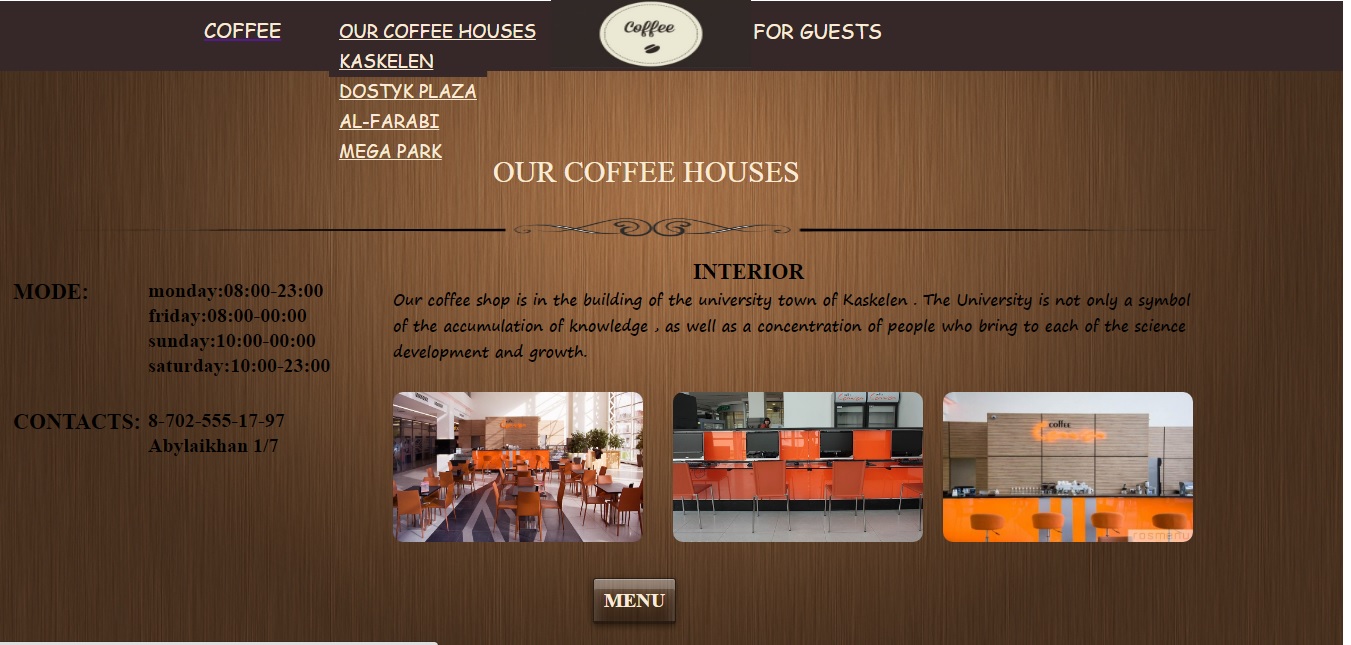 COFFEE
OUR COFFEE HOUSES
Coffee
FOR GUESTS
KASKELEN
DOSTYK PLAZA
AL-FARABI
MEGA PARK
OUR COFFEE HOUSES
MODE:
monday:08:00-23:00
friday:08:00-00:00
sunday:10:00-00:00
saturday:10:00-23:00
CONTACTS:
8-702-555-17-97
Abylaikhan 1/7
INTERIOR
Our coffee shop is in the building of the university town of Kaskelen . The University is not only a symbol
of the accumulation of knowledge , as well as a concentration of people who bring to each of the science
development and growth.
coffee
rosmenu
MENU